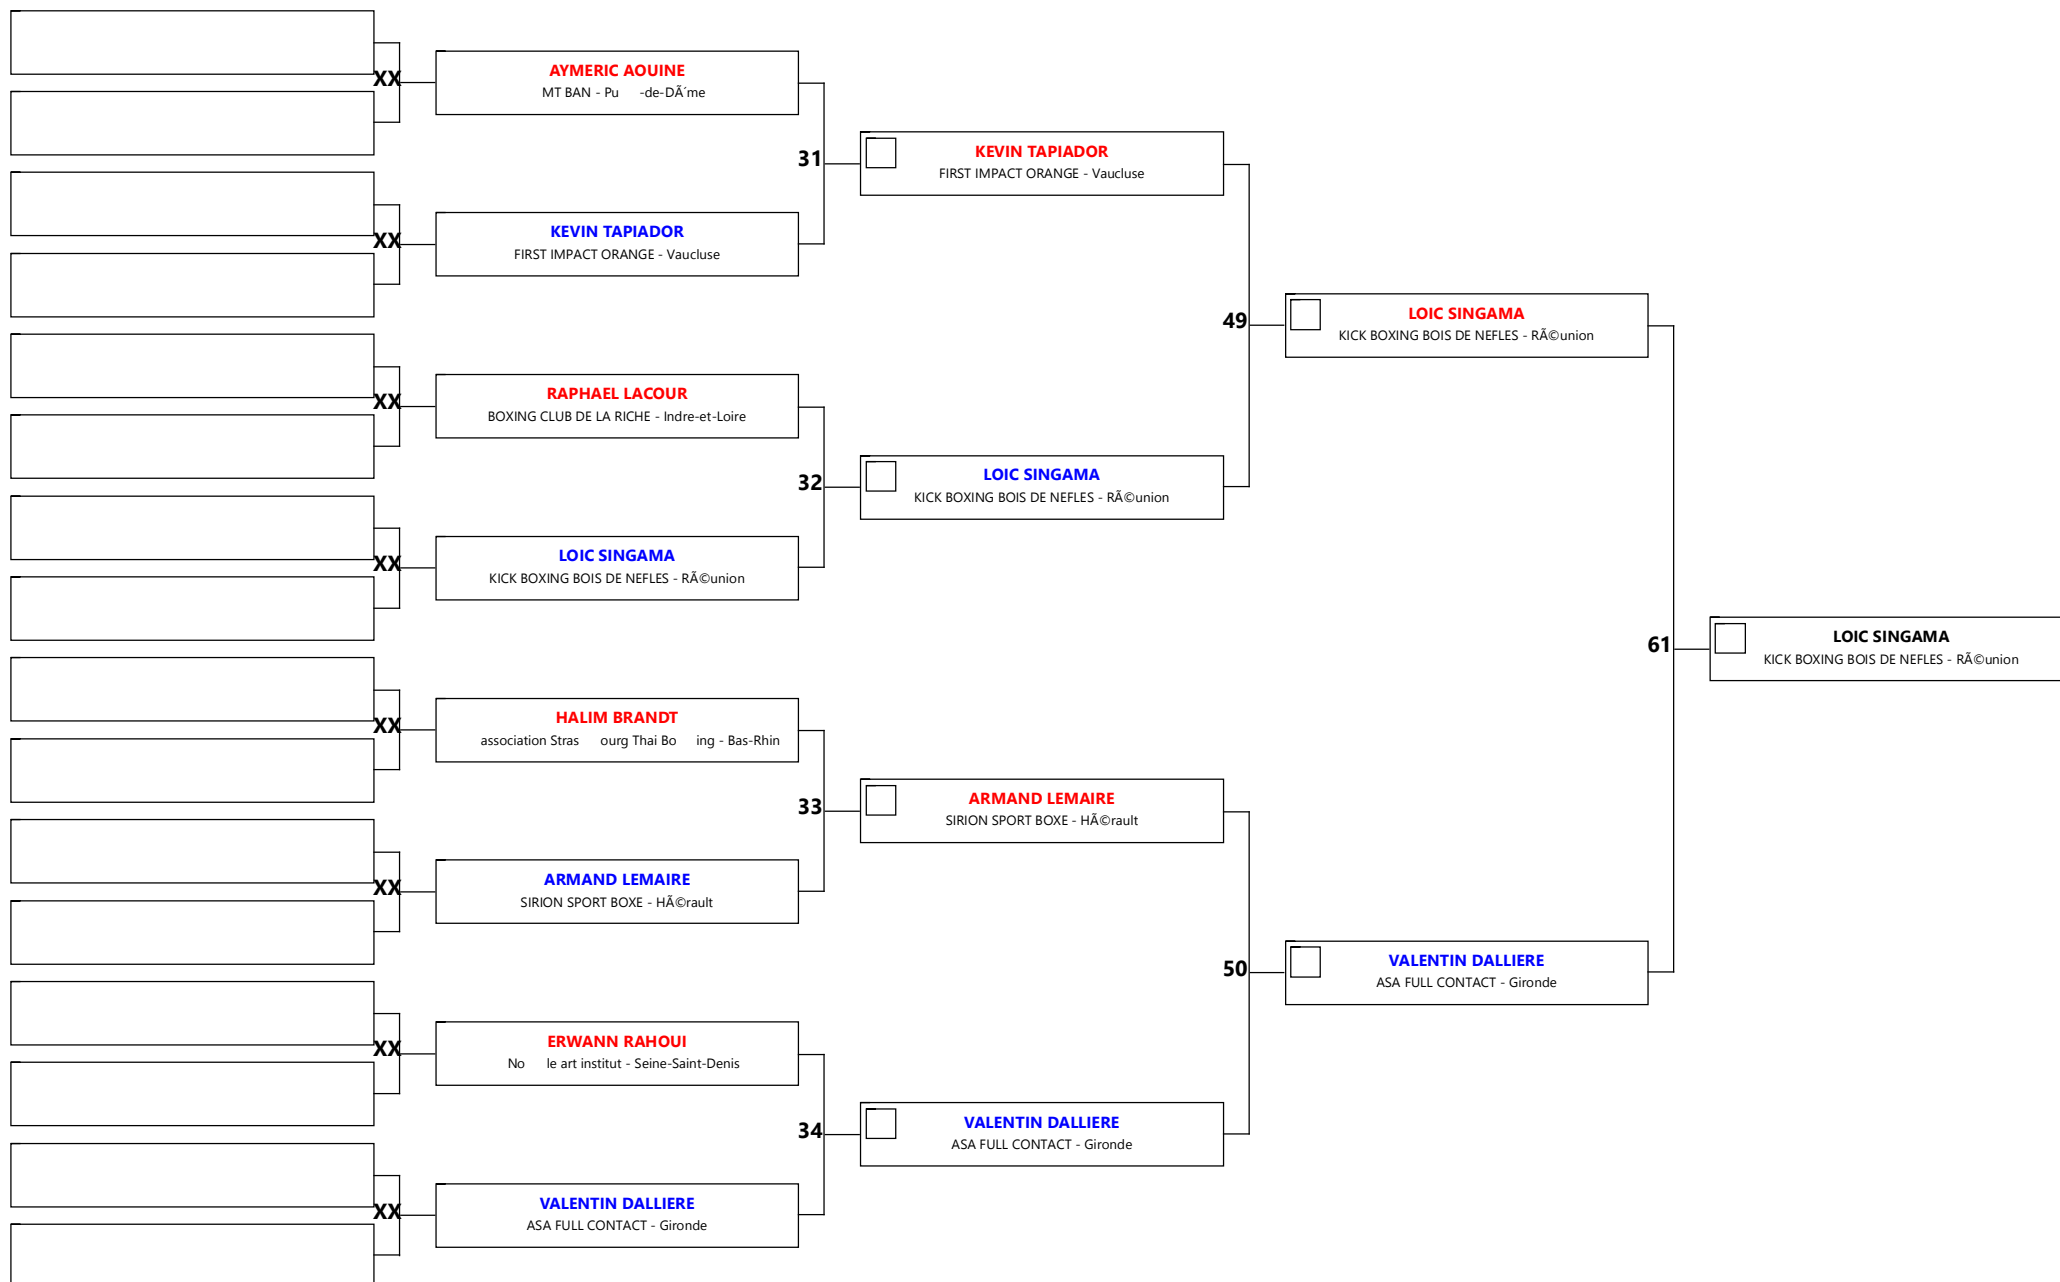 XX
AYMERIC AOUINE
MT BAN - Pu -de-DÃ´me
31
KEVIN TAPIADOR
FIRST IMPACT ORANGE - Vaucluse
XX
KEVIN TAPIADOR
FIRST IMPACT ORANGE - Vaucluse
49
LOIC SINGAMA
KICK BOXING BOIS DE NEFLES - RÃ©union
XX
RAPHAEL LACOUR
BOXING CLUB DE LA RICHE - Indre-et-Loire
32
LOIC SINGAMA
KICK BOXING BOIS DE NEFLES - RÃ©union
XX
LOIC SINGAMA
KICK BOXING BOIS DE NEFLES - RÃ©union
61
LOIC SINGAMA
KICK BOXING BOIS DE NEFLES - RÃ©union
XX
HALIM BRANDT
association Stras ourg Thai Bo ing - Bas-Rhin
33
ARMAND LEMAIRE
SIRION SPORT BOXE - HÃ©rault
XX
ARMAND LEMAIRE
SIRION SPORT BOXE - HÃ©rault
50
VALENTIN DALLIERE
ASA FULL CONTACT - Gironde
XX
ERWANN RAHOUI
No le art institut - Seine-Saint-Denis
34
VALENTIN DALLIERE
ASA FULL CONTACT - Gironde
XX
VALENTIN DALLIERE
ASA FULL CONTACT - Gironde